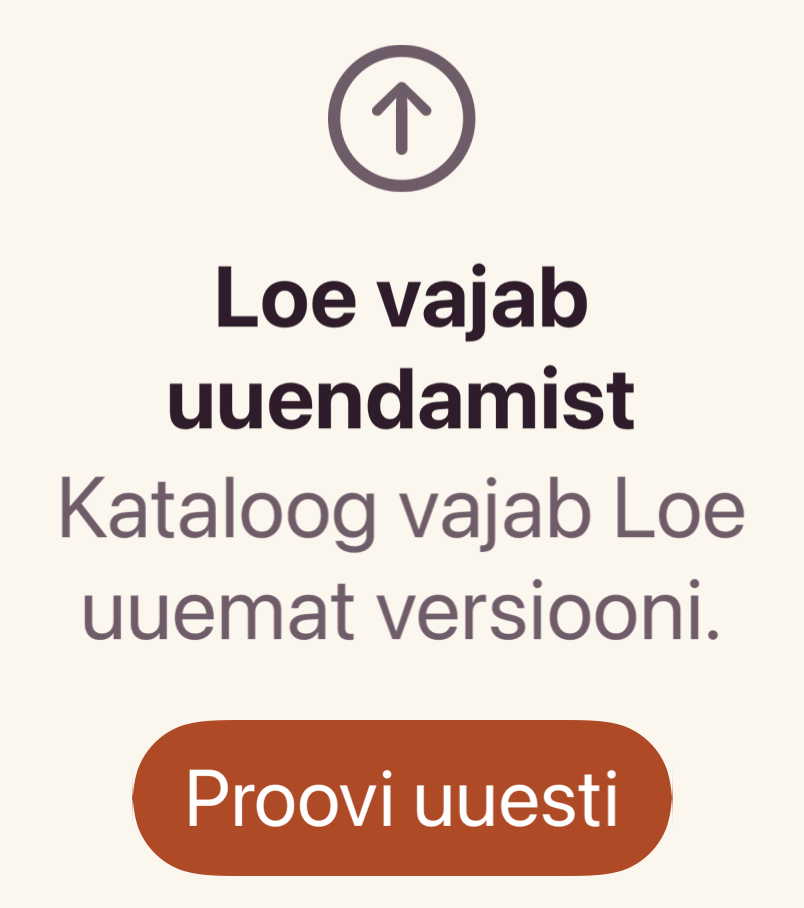 Loe vajab
uuendamist
Kataloog vajab Loe
uuemat versiooni.
Proovi uuesti